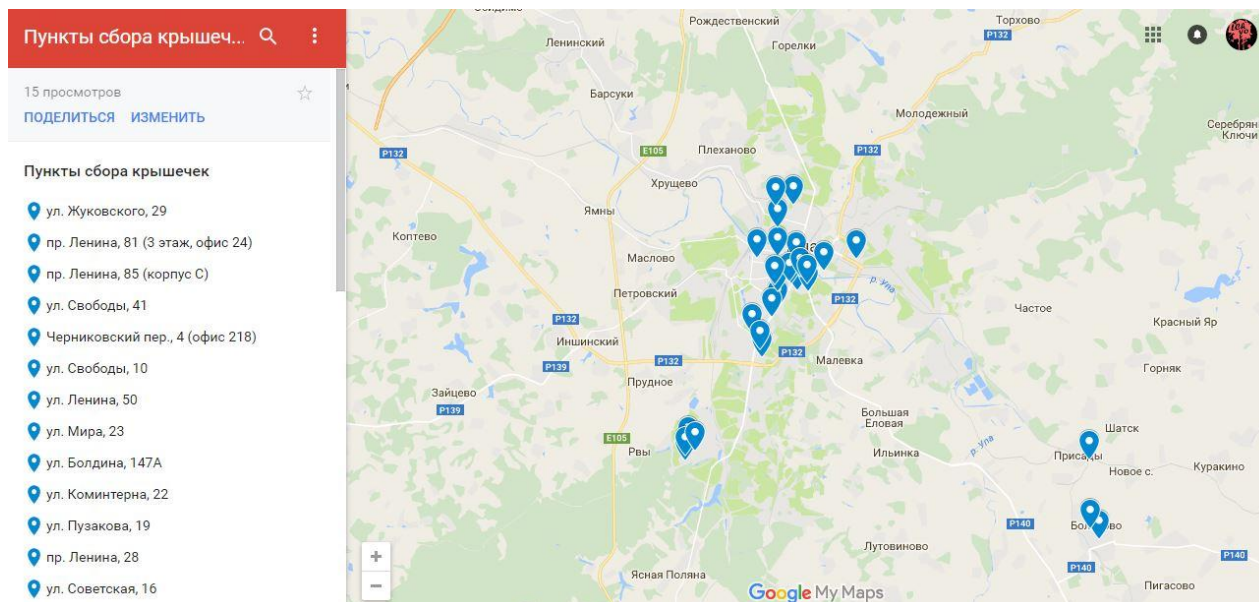 Пункты сбора крышеч...
15 просмотров
ПОДЕЛИТЬСЯ ИЗМЕНИТЬ
Пункты сбора крышечек
ул. Жуковского, 29
пр. Ленина, 81 (3 этаж, офис 24)
пр. Ленина, 85 (корпус С)
ул. Свободы, 41
Черниковский пер., 4 (офис 218)
ул. Свободы, 10
ул. Ленина, 50
ул. Мира, 23
ул. Болдина, 147А
ул. Коминтерна, 22
ул. Пузакова, 19
пр. Ленина, 28
ул. Советская, 16
Рождественский
Торхово
P132
Ленинский
Горелки
Барсуки
Молодежный
Серебрян
Ключи
P132
E105
Плеханово
P132
Хрущево
Ямны
Коптево
Маслово
р. Упа
Петровский
P132
Частое
P132
Красный Яр
Иншинский
P132
P132
Малевка
P139
Горняк
Прудное
Зайцево
P139
Большая
Еловая
Шатск
E105
Рвы
Ильинка
р. Упа
Присады
Новое с.
Куракино
P140
Лутовиново
P140
P140
Ясная Поляна
Пигасово
Google My Maps